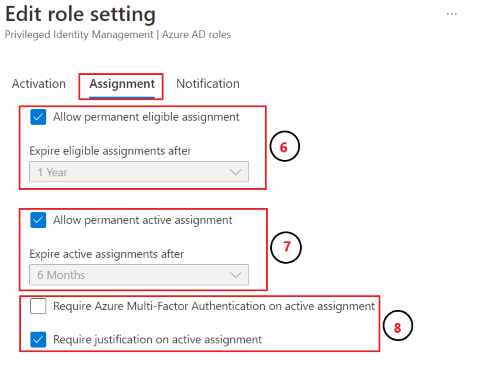 Edit role setting
...
Privileged Identity Management | Azure AD roles
Activation Assignment Notification
Allow permanent eligible assignment
Expire eligible assignments after
6
1 Year
Allow permanent active assignment
7
Expire active assignments after
6 Months
Require Azure Multi-Factor Authentication on active assignment
8
Require justification on active assignment